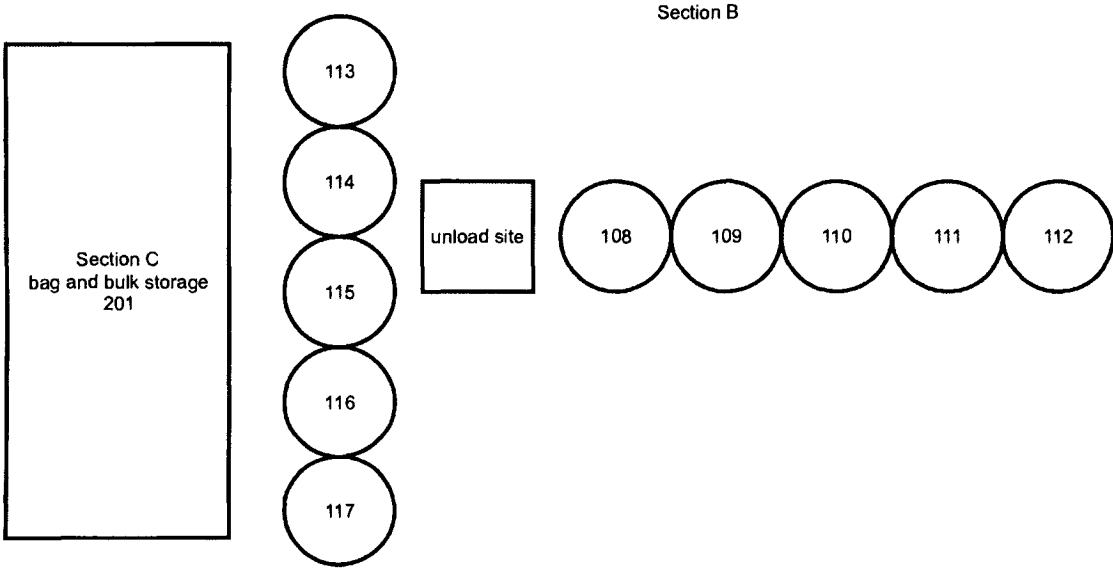 Section B
113
114
unload site
108
109
110
111
112
Section C
bag and bulk storage
201
115
116
117